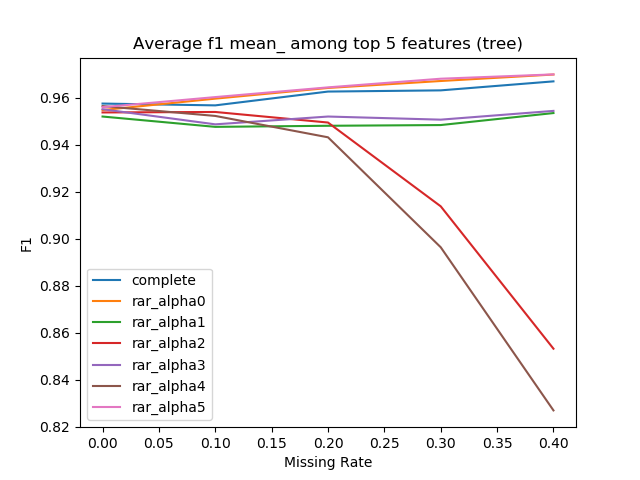 Average f1 mean_ among top 5 features (tree)
0.96
0.94
0.92
0.90
0.88
0.86
0.84
0.82
F1
complete
rar_alpha0
rar_alpha1
rar_alpha2
rar_alpha3
rar_alpha4
rar_alpha5
0.00 0.05 0.10 0.15 0.20 0.25 0.30 0.35 0.40
Missing Rate